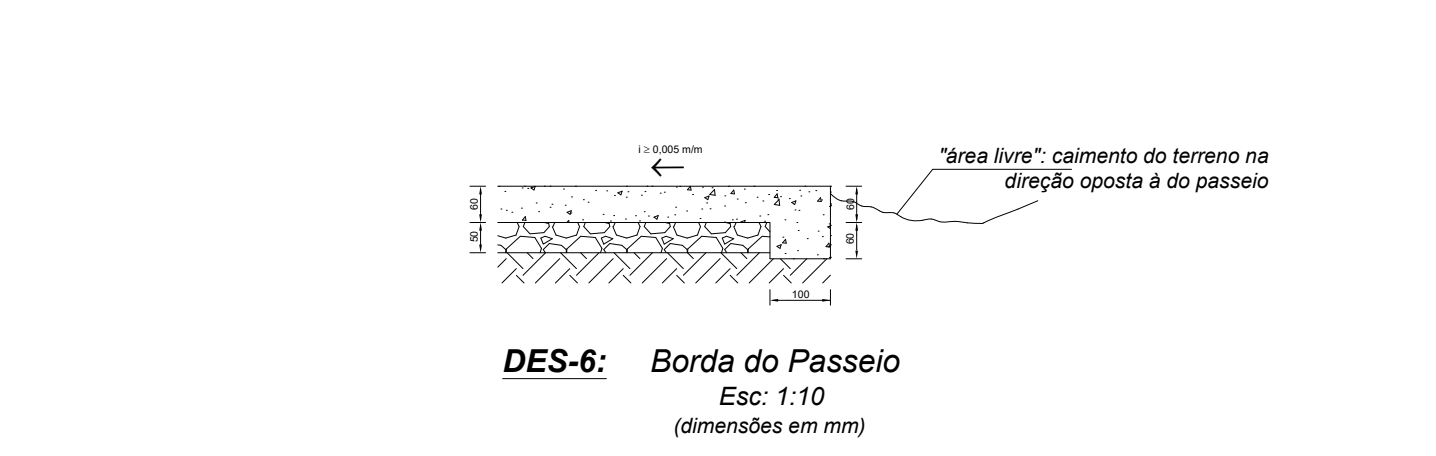 i ≥ 0,005 m/m
"área livre": caimento do terreno na
direção oposta à do passeio
60
50
60
60
100
DES-6: Borda do Passeio
Esc: 1:10
(dimensões em mm)